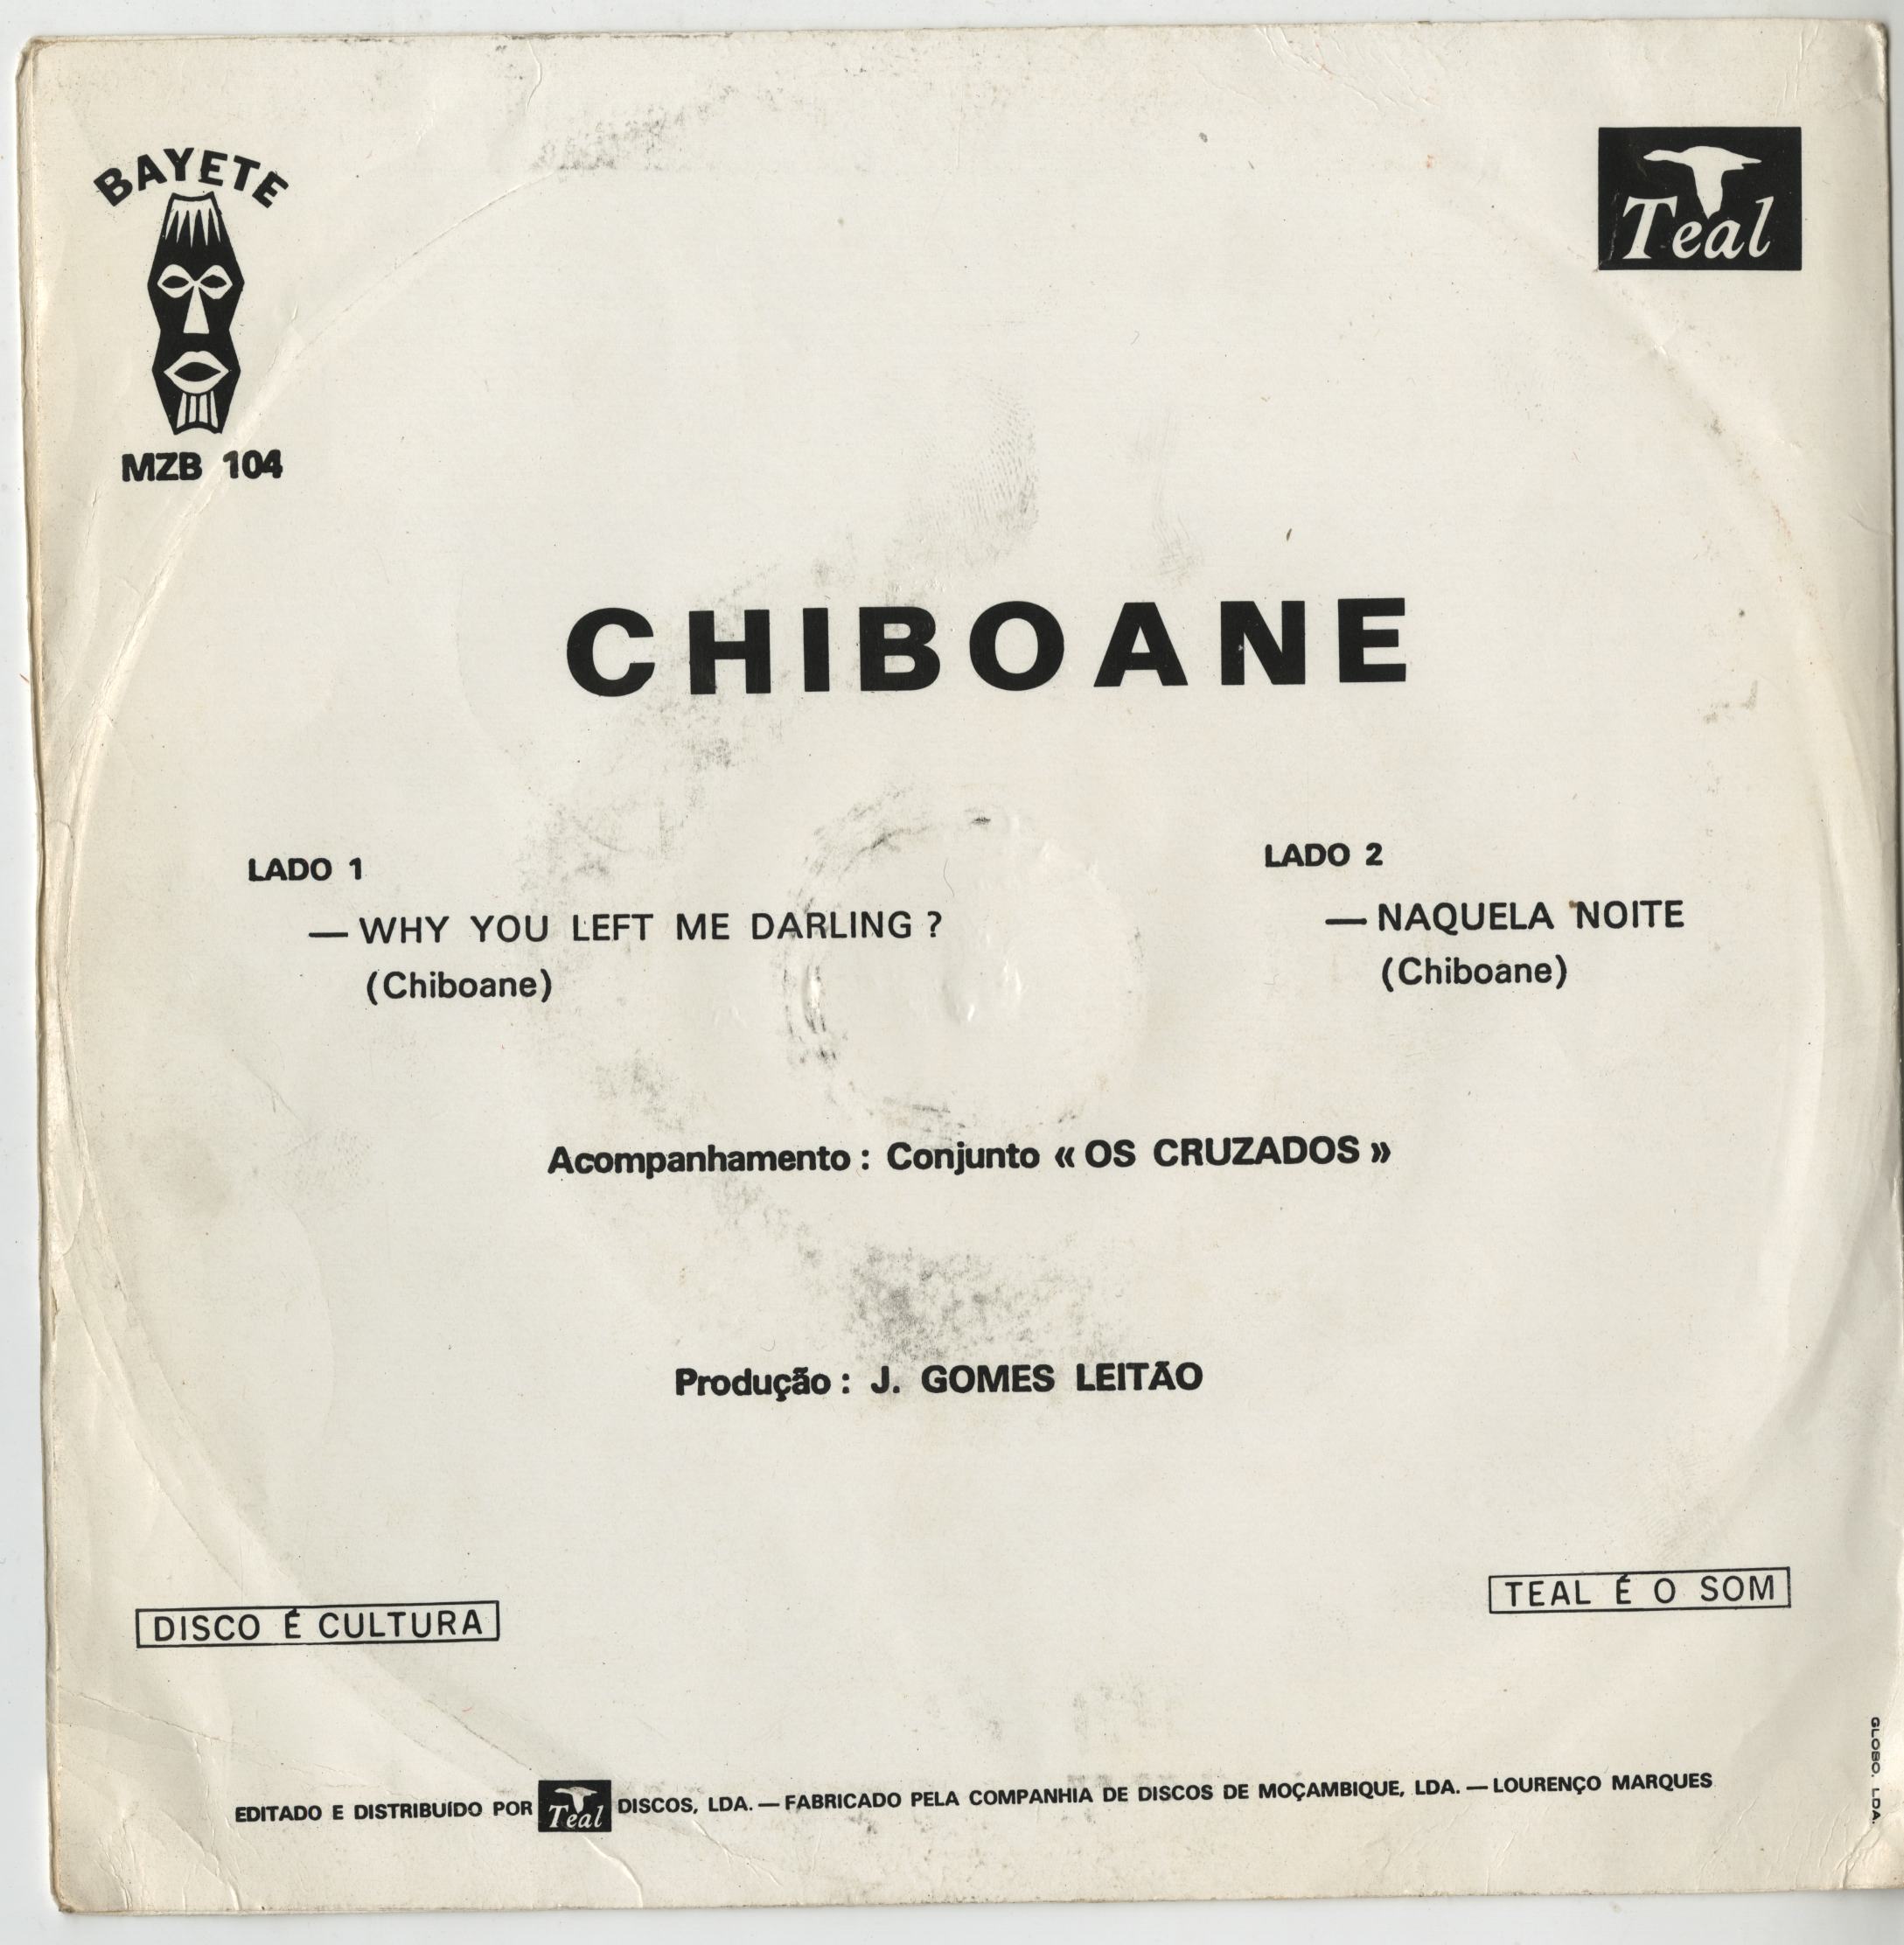 BAYETE
Teal
MZB 104
CHIBOANE
LADO 1
— WHY YOU LEFT ME DARLING ?
(Chiboane)
LADO 2
— NAQUELA NOITE
(Chiboane)
Acompanhamento : Conjunto « OS CRUZADOS »
Produção : J. GOMES LEITÃO
DISCO É CULTURA
TEAL É O SOM
EDITADO E DISTRIBUÍDO POR Teal DISCOS, LDA. — FABRICADO PELA COMPANHIA DE DISCOS DE MOÇAMBIQUE, LDA. — LOURENÇO MARQUES
GLOBO, LDA.